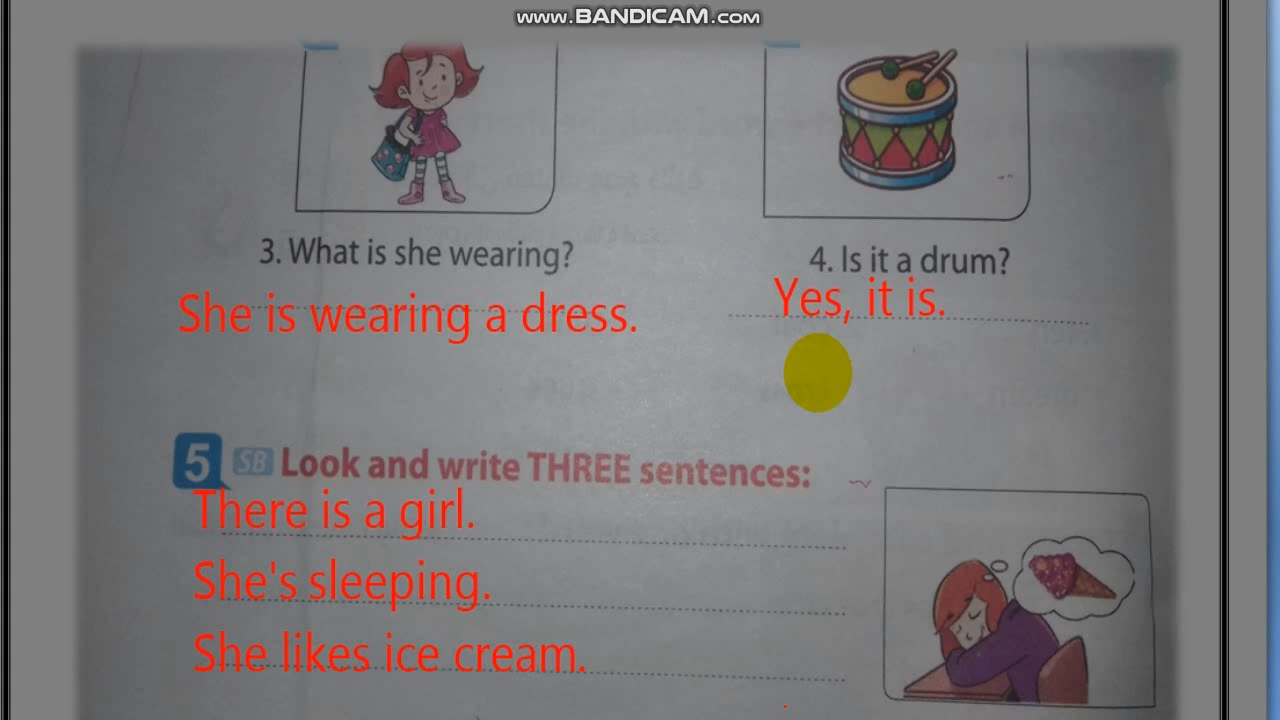 www.BANDICAM.com
3. What is she wearing?
4. Is it a drum?
She is wearing a dress.
Yes, it is.
5 SB Look and write THREE sentences:
There is a girl.
She's sleeping.
She likes ice cream.